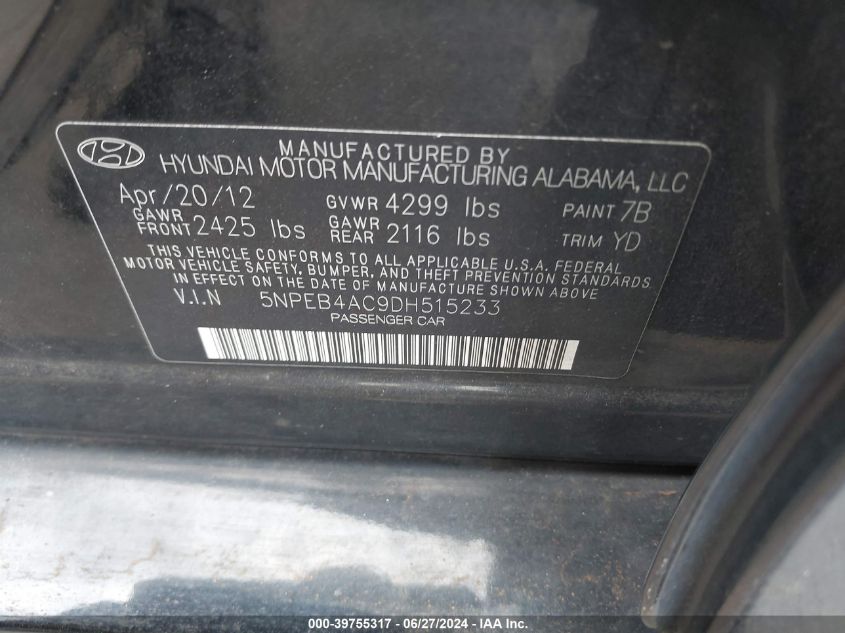 MANUFACTURED BY
HYUNDAI MOTOR MANUFACTURING ALABAMA, LLC
Apr/20/12 GVWR 4299 lbs PAINT 7B
GAWR FRONT 2425 lbs GAWR REAR 2116 lbs TRIM YD
THIS VEHICLE CONFORMS TO ALL APPLICABLE U.S.A. FEDERAL
MOTOR VEHICLE SAFETY, BUMPER, AND THEFT PREVENTION STANDARDS
IN EFFECT ON THE DATE OF MANUFACTURE SHOWN ABOVE
V.I.N 5NPEB4AC9DH515233
PASSENGER CAR
000-39755317 - 06/27/2024 - IAAI.com